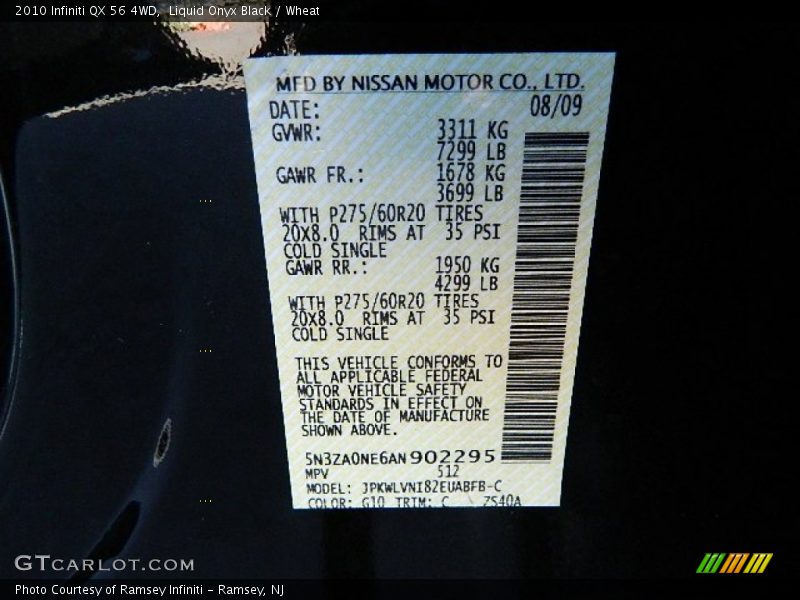 2010 Infiniti QX 56 4WD,  Liquid Onyx Black / Wheat
MFD BY NISSAN MOTOR CO., LTD.
DATE: 08/09
GVWR: 3311 KG
7299 LB
GAWR FR.: 1678 KG
3699 LB
WITH P275/60R20 TIRES
20X8.0 RIMS AT 35 PSI
COLD SINGLE
GAWR RR.: 1950 KG
4299 LB
WITH P275/60R20 TIRES
20X8.0 RIMS AT 35 PSI
COLD SINGLE
THIS VEHICLE CONFORMS TO
ALL APPLICABLE FEDERAL
MOTOR VEHICLE SAFETY
STANDARDS IN EFFECT ON
THE DATE OF MANUFACTURE
SHOWN ABOVE.
5N3ZA0NE6AN902295
MPV 512
MODEL: JPKWLVNI82EUABFB-C
COLOR: G10 TRIM: C \ ZS40A
GTCARLOT.COM
Photo Courtesy of Ramsey Infiniti - Ramsey, NJ